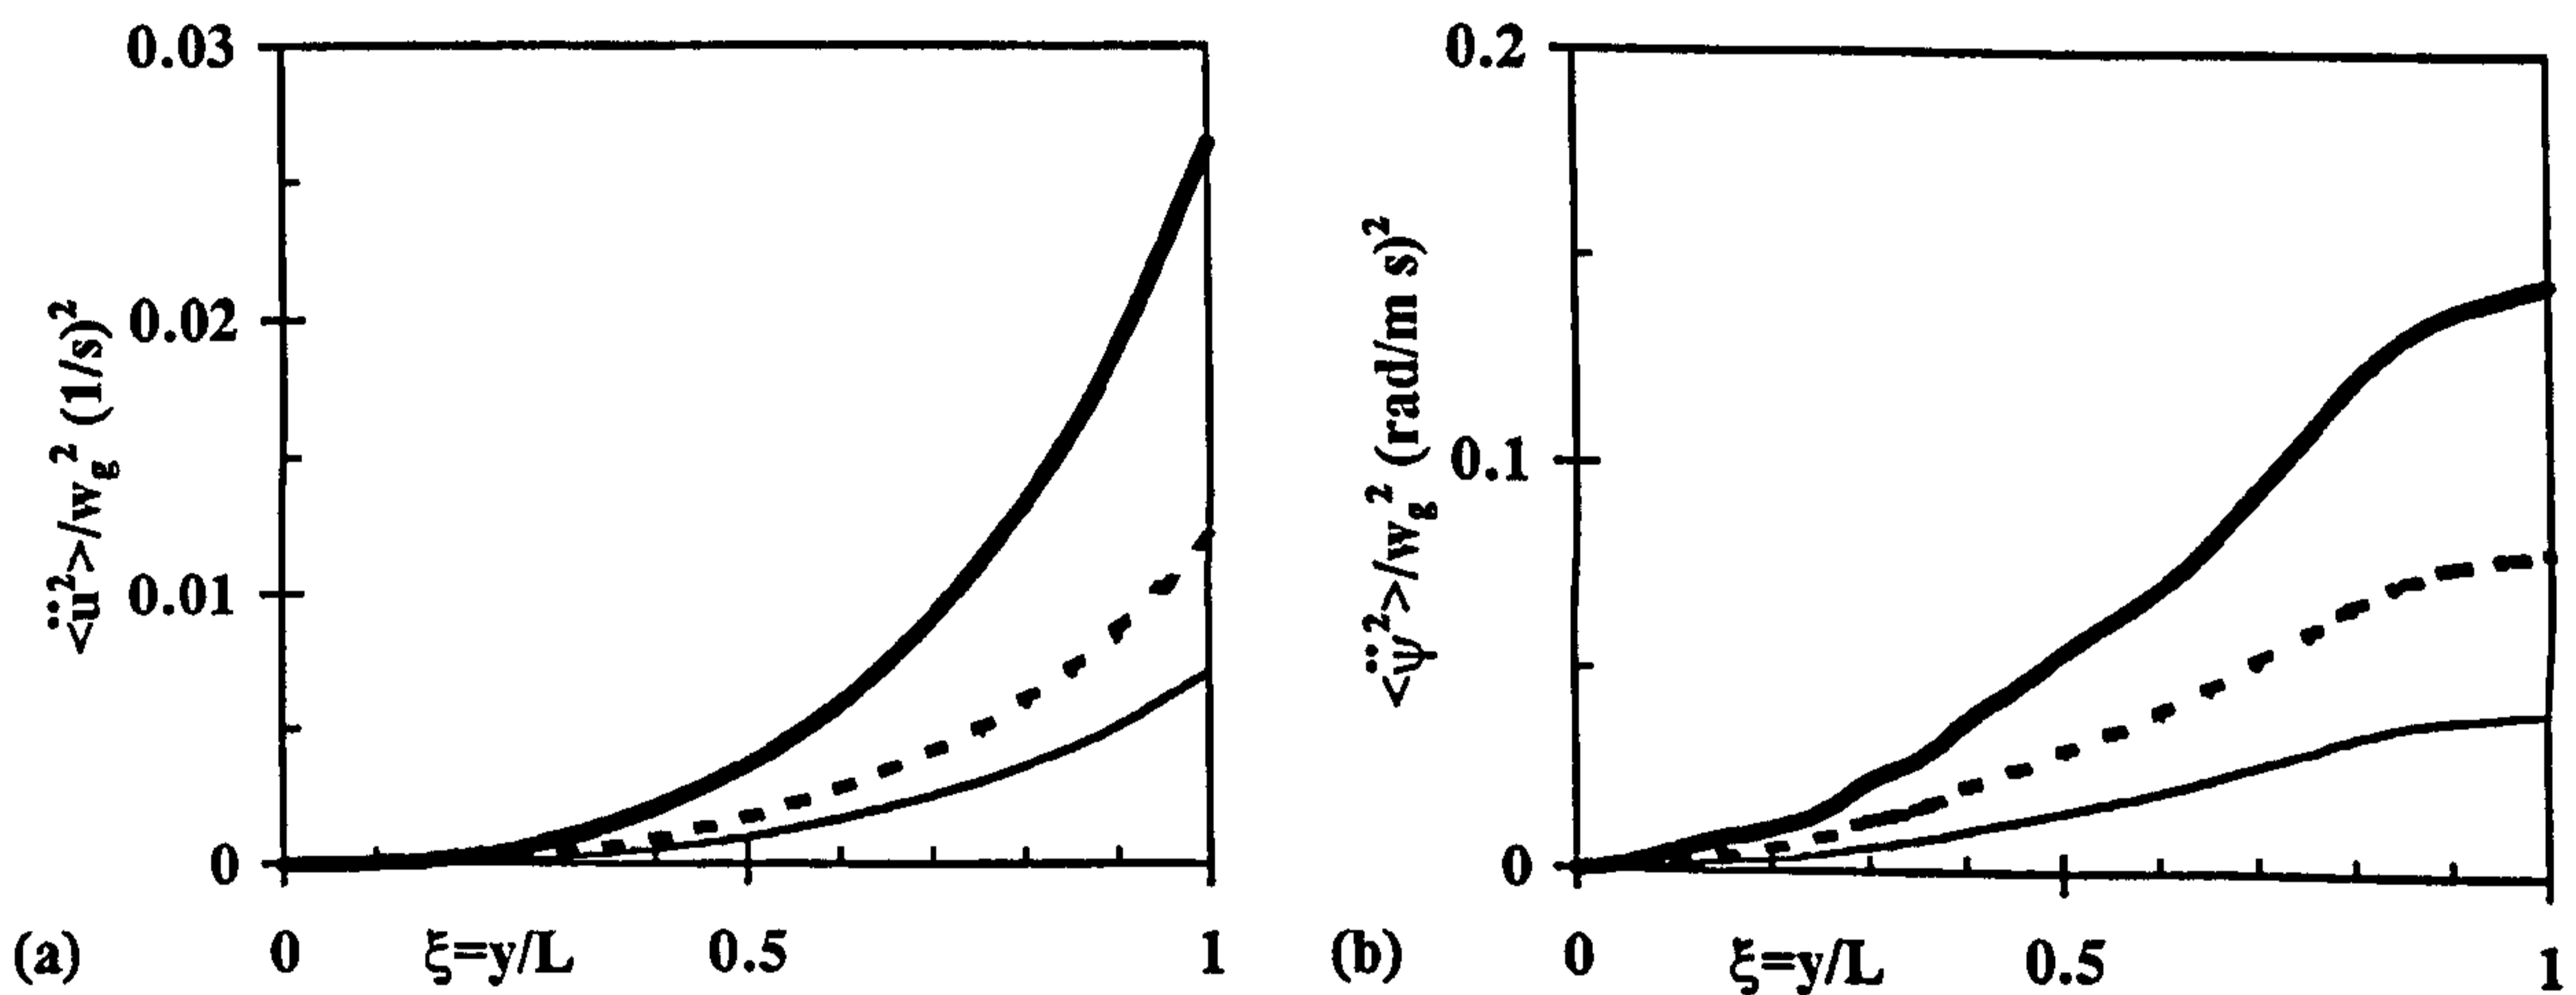 0.03
0.02
0.01
0
<ü²>/w_g² (1/s)²
(a)
0
ξ=y/L
0.5
1
0.2
0.1
0
<ψ̈²>/w_g² (rad/m s)²
(b)
0
ξ=y/L
0.5
1